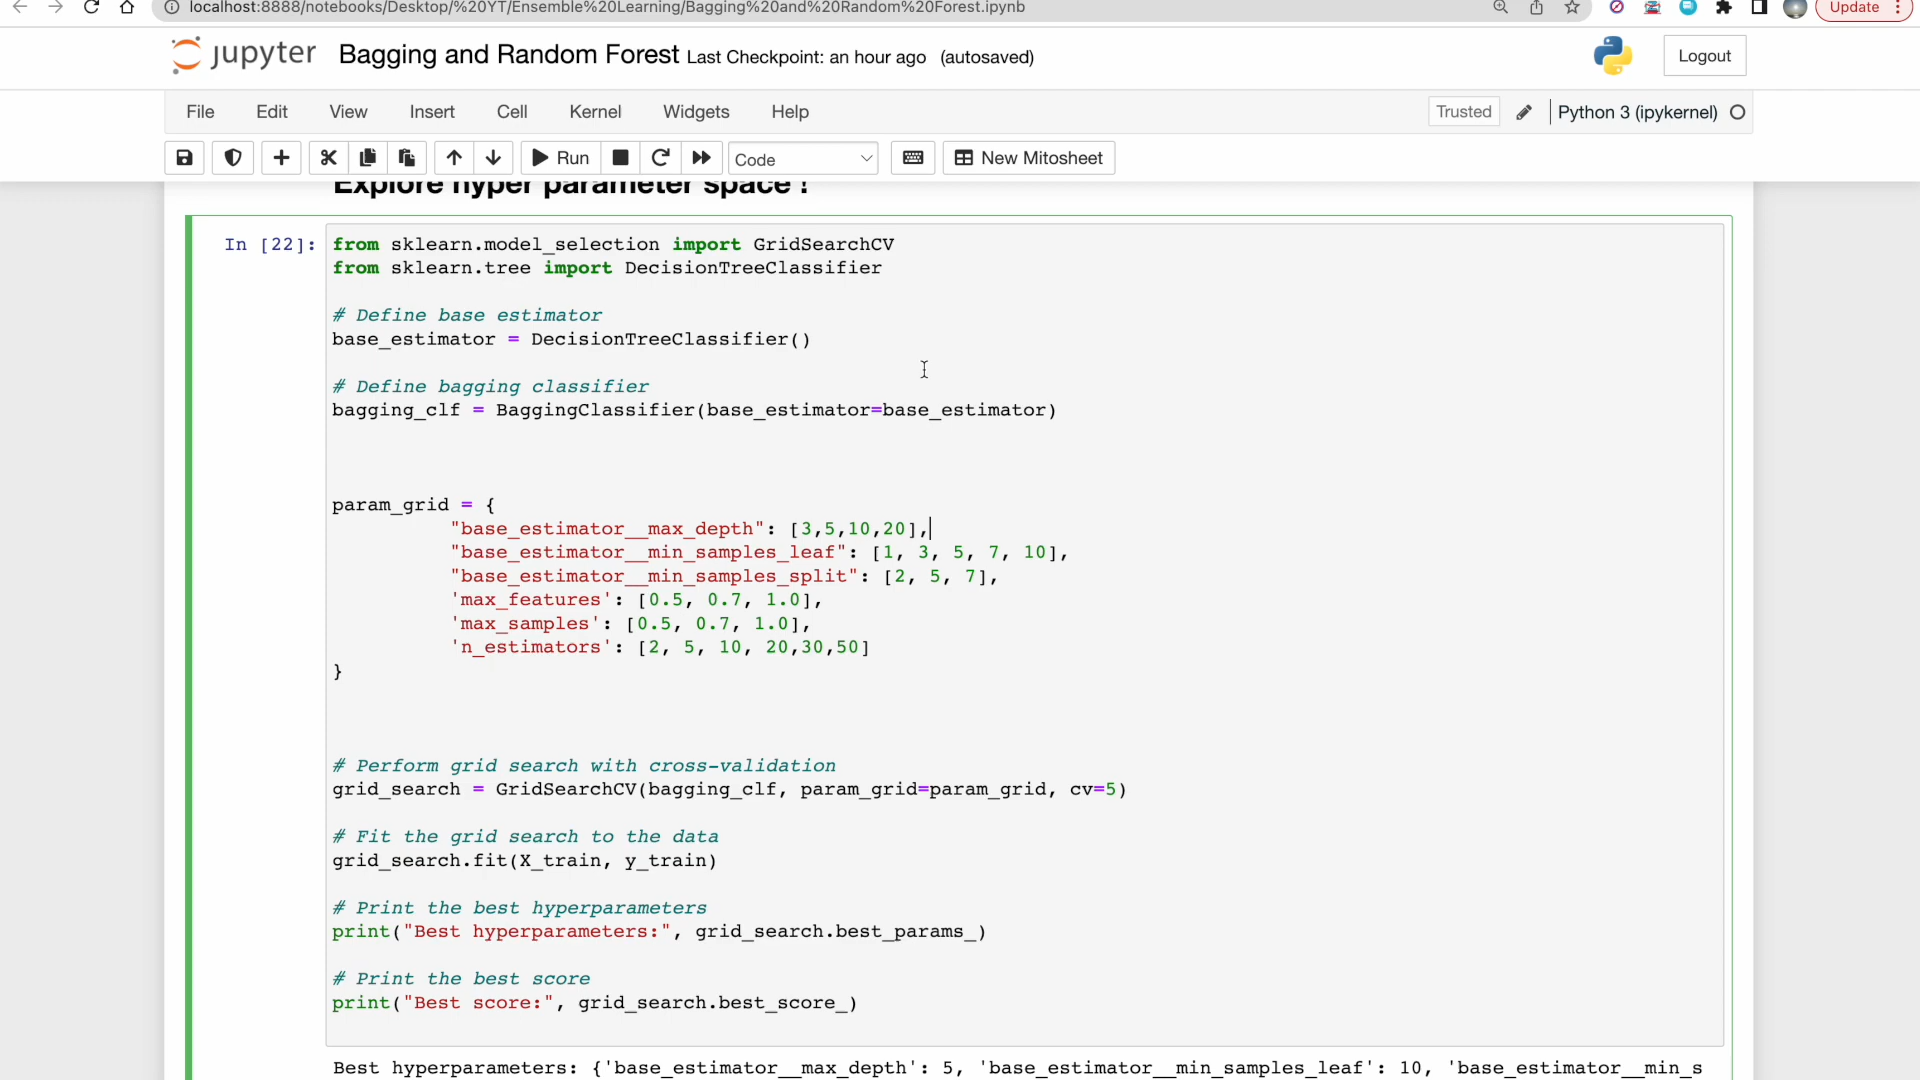 localhost:8888/notebooks/Desktop/%20YT/Ensemble%20Learning/Bagging%20and%20Random%20Forest.ipynb
Update
jupyter Bagging and Random Forest Last Checkpoint: an hour ago (autosaved)
Logout
File Edit View Insert Cell Kernel Widgets Help
Trusted Python 3 (ipykernel)
Run Code New Mitosheet
Explore hyper parameter space !
In [22]: from sklearn.model_selection import GridSearchCV
from sklearn.tree import DecisionTreeClassifier
# Define base estimator
base_estimator = DecisionTreeClassifier()
# Define bagging classifier
bagging_clf = BaggingClassifier(base_estimator=base_estimator)
param_grid = {
"base_estimator__max_depth": [3,5,10,20],
"base_estimator__min_samples_leaf": [1, 3, 5, 7, 10],
"base_estimator__min_samples_split": [2, 5, 7],
'max_features': [0.5, 0.7, 1.0],
'max_samples': [0.5, 0.7, 1.0],
'n_estimators': [2, 5, 10, 20,30,50]
}
# Perform grid search with cross-validation
grid_search = GridSearchCV(bagging_clf, param_grid=param_grid, cv=5)
# Fit the grid search to the data
grid_search.fit(X_train, y_train)
# Print the best hyperparameters
print("Best hyperparameters:", grid_search.best_params_)
# Print the best score
print("Best score:", grid_search.best_score_)
Best hyperparameters: {'base_estimator__max_depth': 5, 'base_estimator__min_samples_leaf': 10, 'base_estimator__min_s